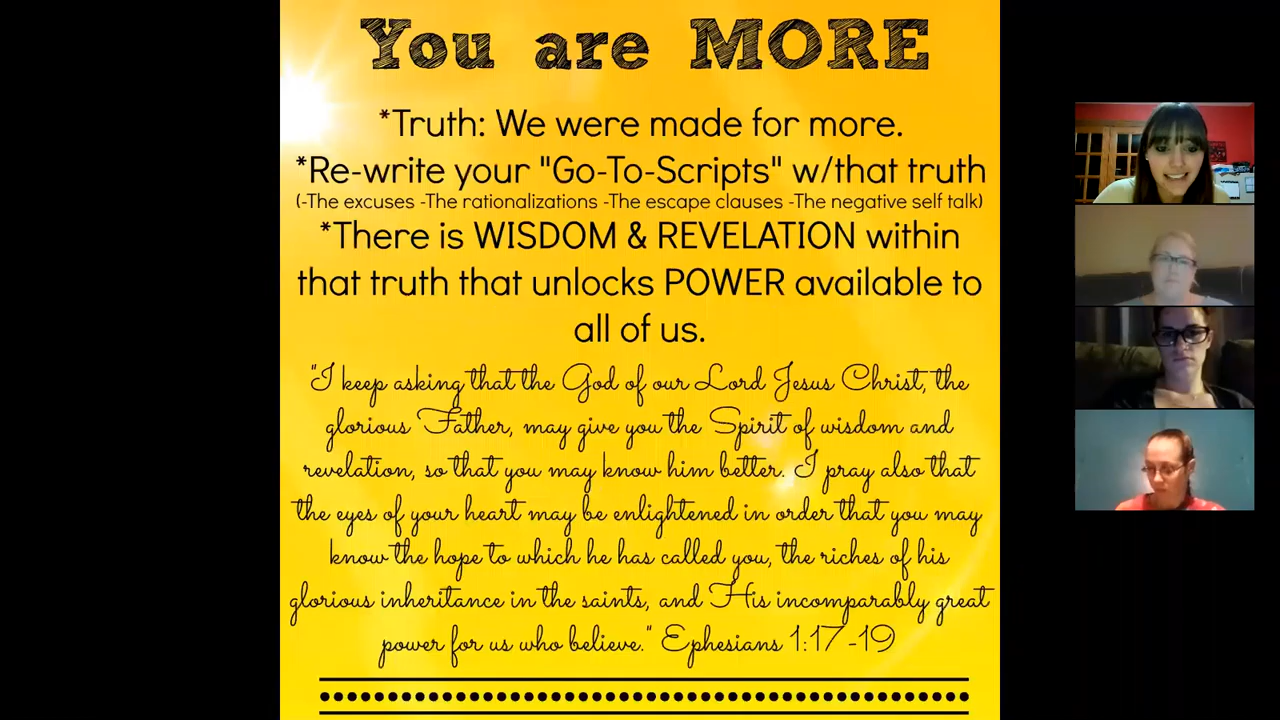 You are MORE
*Truth: We were made for more.
*Re-write your "Go-To-Scripts" w/that truth
(-The excuses -The rationalizations -The escape clauses -The negative self talk)
*There is WISDOM & REVELATION within
that truth that unlocks POWER available to
all of us.
"I keep asking that the God of our Lord Jesus Christ, the
glorious Father, may give you the Spirit of wisdom and
revelation, so that you may know him better. I pray also that
the eyes of your heart may be enlightened in order that you may
know the hope to which he has called you, the riches of his
glorious inheritance in the saints, and His incomparably great
power for us who believe." Ephesians 1:17-19